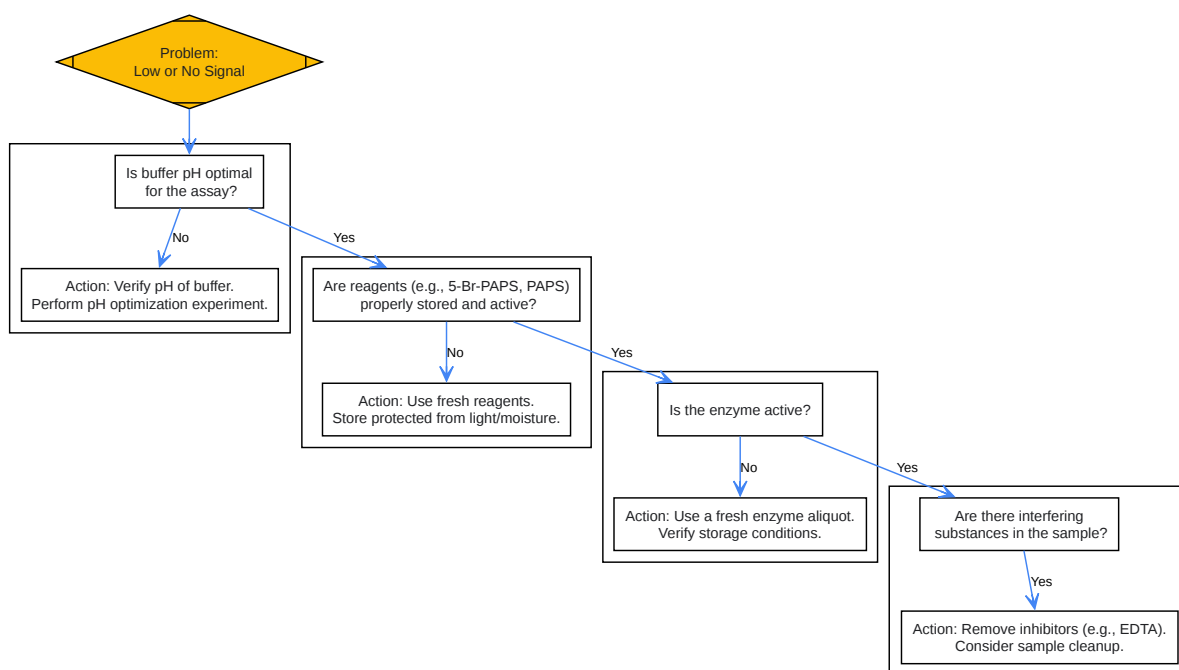 Problem:
Low or No Signal
Is buffer pH optimal
for the assay?
No
Yes
Action: Verify pH of buffer.
Perform pH optimization experiment.
Are reagents (e.g., 5-Br-PAPS, PAPS)
properly stored and active?
No
Yes
Action: Use fresh reagents.
Store protected from light/moisture.
Is the enzyme active?
No
Yes
Action: Use a fresh enzyme aliquot.
Verify storage conditions.
Are there interfering
substances in the sample?
Yes
Action: Remove inhibitors (e.g., EDTA).
Consider sample cleanup.